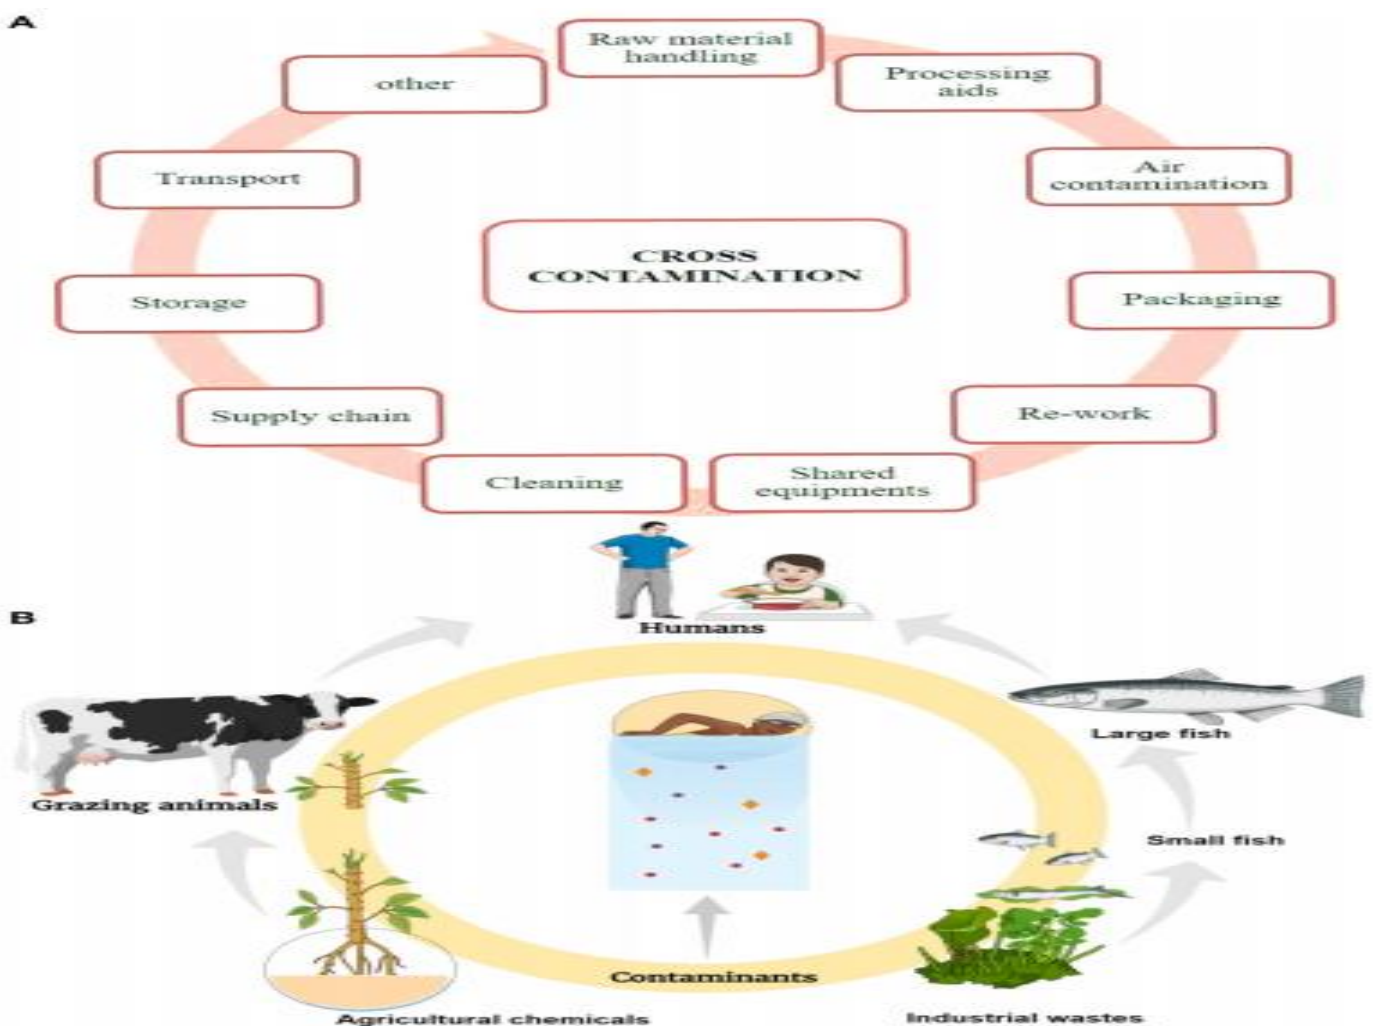 A
Raw material
handling
Processing
aids
Air
contamination
Packaging
Re-work
Shared
equipments
Cleaning
Supply chain
Storage
Transport
other
CROSS
CONTAMINATION
B
Humans
Grazing animals
Large fish
Small fish
Contaminants
Agricultural chemicals
Industrial wastes